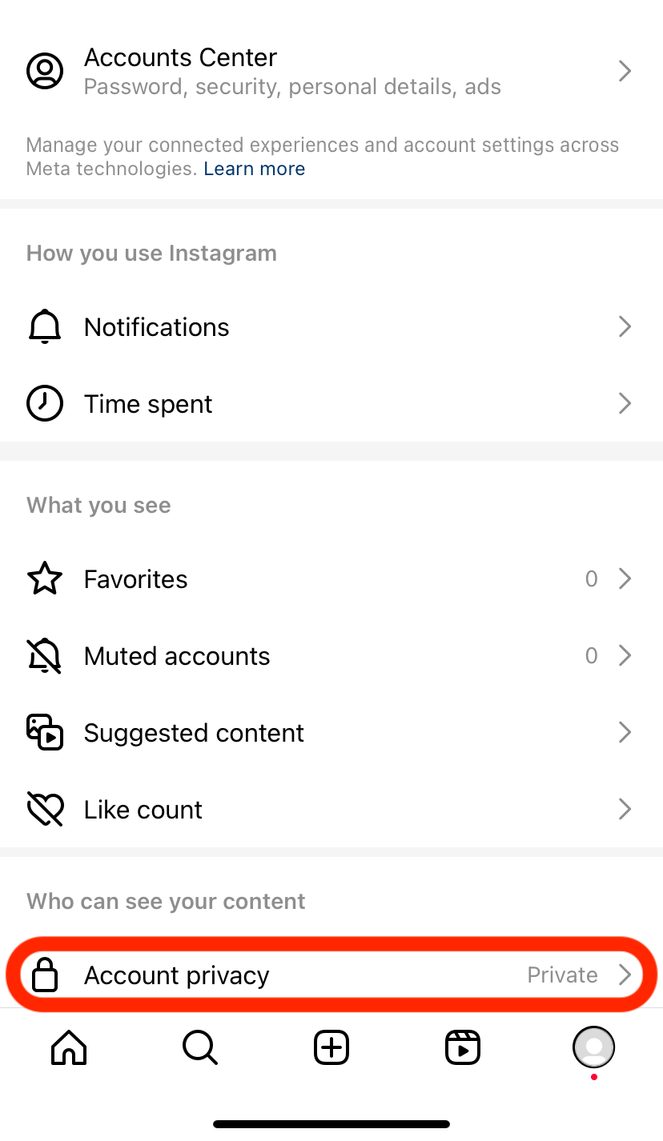 Accounts Center
Password, security, personal details, ads
Manage your connected experiences and account settings across
Meta technologies. Learn more
How you use Instagram
Notifications
Time spent
What you see
Favorites 0
Muted accounts 0
Suggested content
Like count
Who can see your content
Account privacy Private